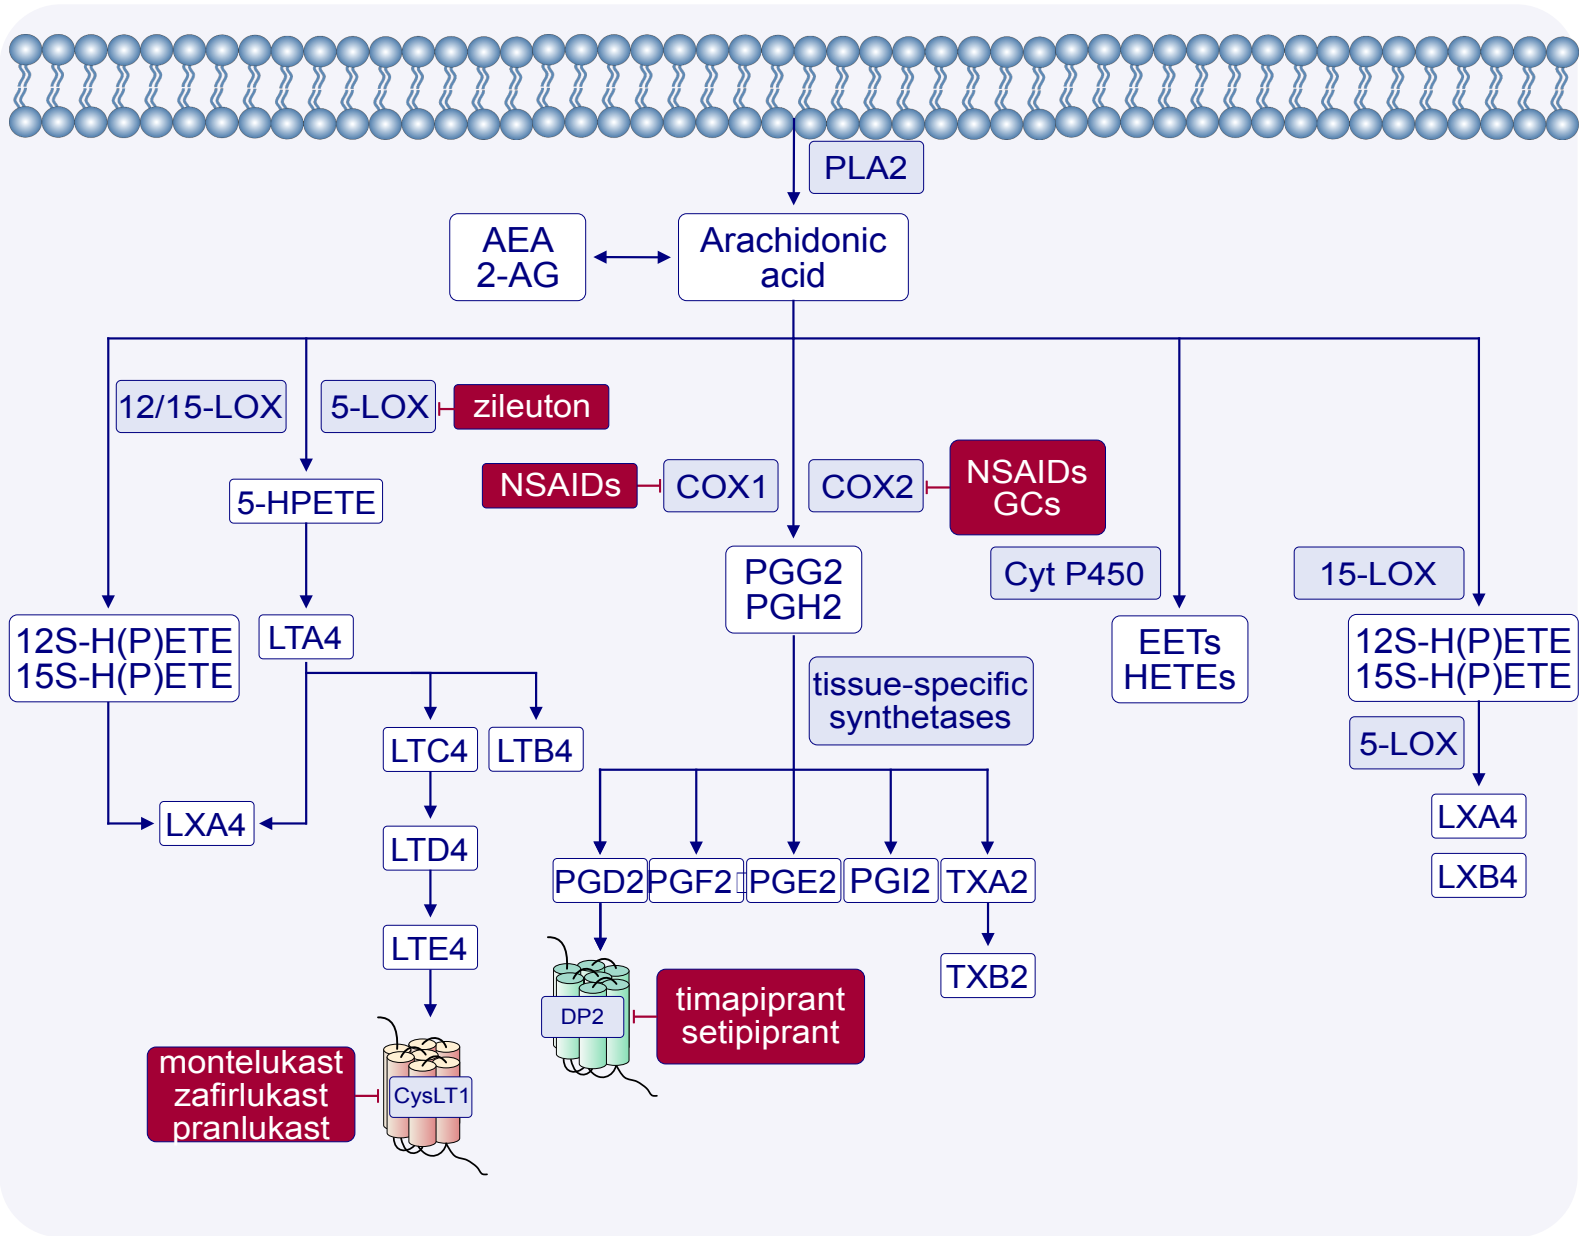 PLA2
AEA
2-AG
Arachidonic
acid
12/15-LOX
5-LOX
zileuton
NSAIDs
COX1
COX2
NSAIDs
GCs
5-HPETE
PGG2
PGH2
Cyt P450
15-LOX
12S-H(P)ETE
15S-H(P)ETE
LTA4
EETs
HETEs
12S-H(P)ETE
15S-H(P)ETE
tissue-specific
synthetases
LTC4
LTB4
5-LOX
LXA4
LXA4
LTD4
PGD2
PGF2
PGE2
PGI2
TXA2
LXB4
LTE4
TXB2
DP2
timapiprant
setipiprant
montelukast
zafirlukast
pranlukast
CysLT1